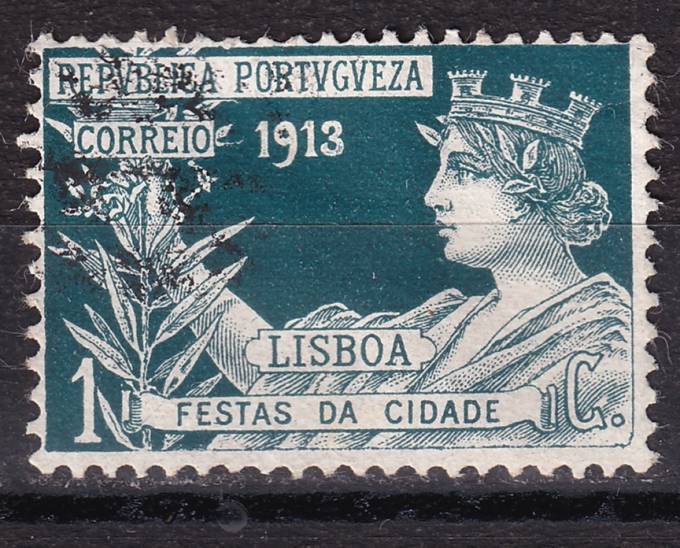 REPVBLICA PORTVGVEZA
CORREIO 1913
LISBOA
1 C.
FESTAS DA CIDADE